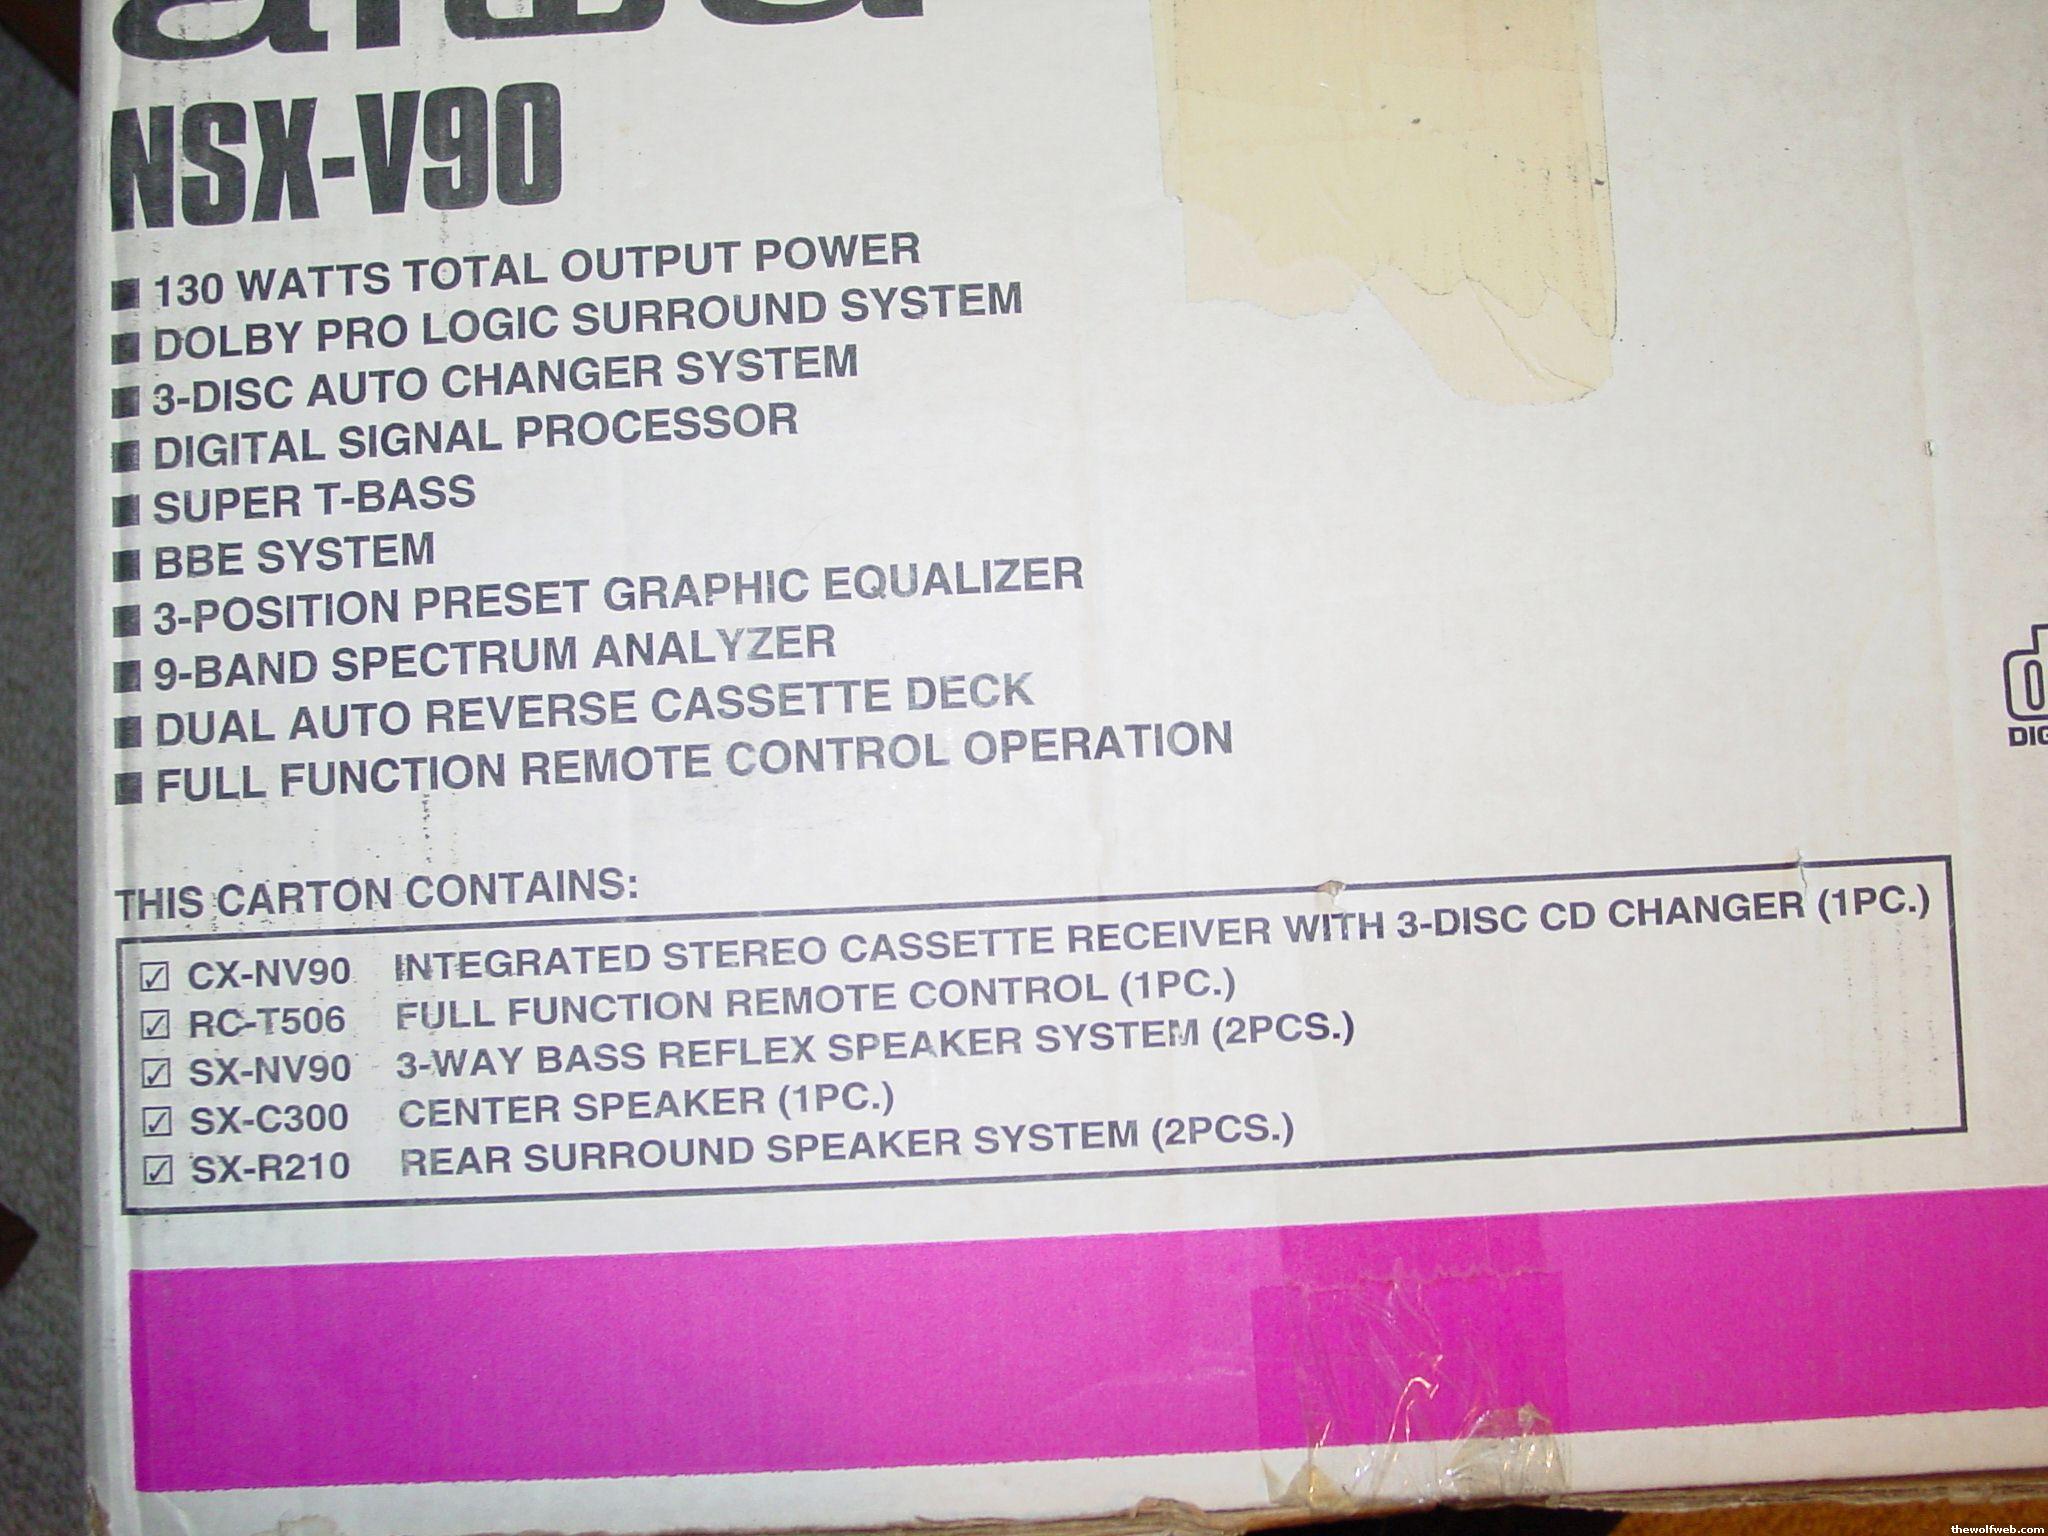 aiwa
NSX-V90
130 WATTS TOTAL OUTPUT POWER
DOLBY PRO LOGIC SURROUND SYSTEM
3-DISC AUTO CHANGER SYSTEM
DIGITAL SIGNAL PROCESSOR
SUPER T-BASS
BBE SYSTEM
3-POSITION PRESET GRAPHIC EQUALIZER
9-BAND SPECTRUM ANALYZER
DUAL AUTO REVERSE CASSETTE DECK
FULL FUNCTION REMOTE CONTROL OPERATION
THIS CARTON CONTAINS:
☑ CX-NV90 INTEGRATED STEREO CASSETTE RECEIVER WITH 3-DISC CD CHANGER (1PC.)
☑ RC-T506 FULL FUNCTION REMOTE CONTROL (1PC.)
☑ SX-NV90 3-WAY BASS REFLEX SPEAKER SYSTEM (2PCS.)
☑ SX-C300 CENTER SPEAKER (1PC.)
☑ SX-R210 REAR SURROUND SPEAKER SYSTEM (2PCS.)
thewolfweb.com